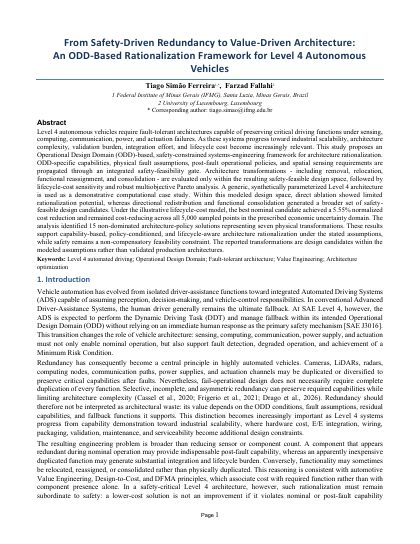 From Safety-Driven Redundancy to Value-Driven Architecture:
An ODD-Based Rationalization Framework for Level 4 Autonomous
Vehicles
Tiago Simão Ferreira¹,*, Farzad Fallahi²
1 Federal Institute of Minas Gerais (IFMG), Santa Luzia, Minas Gerais, Brazil
2 University of Luxembourg, Luxembourg
* Corresponding author: tiago.simao@ifmg.edu.br
Abstract
Level 4 autonomous vehicles require fault-tolerant architectures capable of preserving critical driving functions under sensing,
computing, communication, power, and actuation failures. As these systems progress toward industrial scalability, architecture
complexity, validation burden, integration effort, and lifecycle cost become increasingly relevant. This study proposes an
Operational Design Domain (ODD)-based, safety-constrained systems-engineering framework for architecture rationalization.
ODD-specific capabilities, physical fault assumptions, post-fault operational policies, and spatial sensing requirements are
propagated through an integrated safety-feasibility gate. Architecture transformations - including removal, relocation,
functional reassignment, and consolidation - are evaluated only within the resulting safety-feasible design space, followed by
lifecycle-cost sensitivity and robust multiobjective Pareto analysis. A generic, synthetically parameterized Level 4 architecture
is used as a demonstrative computational case study. Within this modeled design space, direct ablation showed limited
rationalization potential, whereas directional redistribution and functional consolidation generated a broader set of safety-
feasible design candidates. Under the illustrative lifecycle-cost analysis, the best nominal candidate achieved a 5.55% normalized
cost reduction and remained cost-reducing across all 5,000 sampled points in the prescribed economic uncertainty domain. The
analysis identified 15 non-dominated architecture-policy solutions representing seven physical transformations. These results
support capability-based, policy-conditioned, and lifecycle-aware architecture rationalization under the stated assumptions,
while safety remains a non-compensatory feasibility constraint. The reported transformations are design candidates within the
modeled assumptions rather than validated production architectures.
Keywords: Level 4 automated driving; Operational Design Domain; Fault-tolerant architecture; Value Engineering; Architecture
optimization
1. Introduction
Vehicle automation has evolved from isolated driver-assistance functions toward integrated Automated Driving Systems
(ADS) capable of assuming perception, decision-making, and vehicle-control responsibilities. In conventional Advanced
Driver-Assistance Systems, the human driver generally remains the ultimate fallback. At SAE Level 4, however, the
ADS is expected to perform the Dynamic Driving Task (DDT) and manage fallback within its intended Operational
Design Domain (ODD) without relying on an immediate human response as the primary safety mechanism [SAE J3016].
This transition changes the role of vehicle architecture: sensing, computing, communication, power supply, and actuation
must not only enable nominal operation, but also support fault detection, degraded operation, and achievement of a
Minimum Risk Condition.
Redundancy has consequently become a central principle in highly automated vehicles. Cameras, LiDARs, radars,
computing nodes, communication paths, power supplies, and actuation channels may be duplicated or diversified to
preserve critical capabilities after faults. Nevertheless, fail-operational design does not necessarily require complete
duplication of every function. Selective, incomplete, and asymmetric redundancy can preserve required capabilities while
limiting architecture complexity (Cassel et al., 2020; Frigerio et al., 2021; Drago et al., 2026). Redundancy should
therefore not be interpreted as architectural waste: its value depends on the ODD conditions, fault assumptions, residual
capabilities, and fallback functions it supports. This distinction becomes increasingly important as Level 4 systems
progress from capability demonstration toward industrial scalability, where hardware cost, E/E integration, wiring,
packaging, validation, maintenance, and serviceability become additional design constraints.
The resulting engineering problem is broader than reducing sensor or component count. A component that appears
redundant during nominal operation may provide indispensable post-fault capability, whereas an apparently inexpensive
duplicated function may generate substantial integration and lifecycle burden. Conversely, functionality may sometimes
be relocated, reassigned, or consolidated rather than physically duplicated. This reasoning is consistent with automotive
Value Engineering, Design-to-Cost, and DFMA principles, which associate cost with required function rather than with
component presence alone. In a safety-critical Level 4 architecture, however, such rationalization must remain
subordinate to safety: a lower-cost solution is not an improvement if it violates nominal or post-fault capability
Page 1